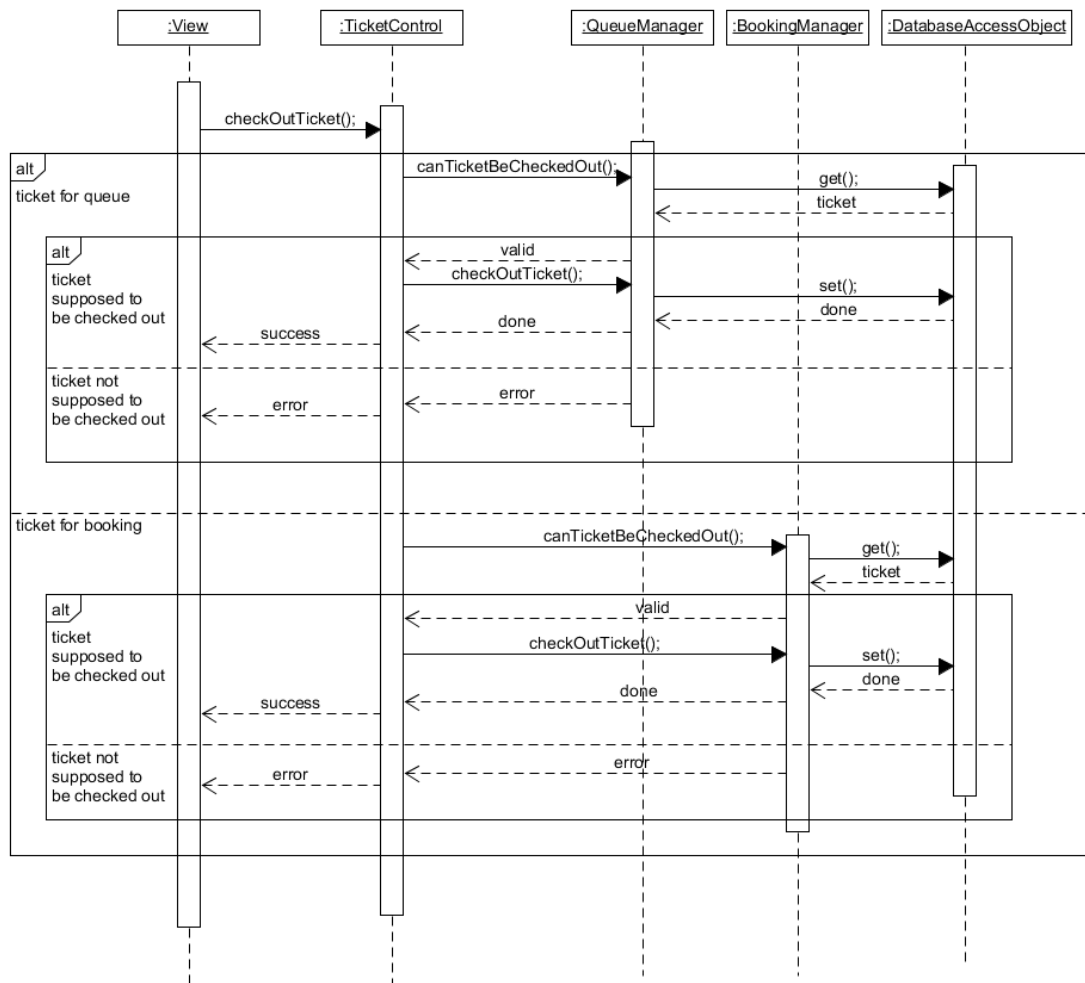 :View
:TicketControl
:QueueManager
:BookingManager
:DatabaseAccessObject
checkOutTicket();
alt
ticket for queue
canTicketBeCheckedOut();
get();
ticket
alt
ticket
supposed to
be checked out
valid
checkOutTicket();
set();
done
done
success
ticket not
supposed to
be checked out
error
error
ticket for booking
canTicketBeCheckedOut();
get();
ticket
alt
ticket
supposed to
be checked out
valid
checkOutTicket();
set();
done
done
success
ticket not
supposed to
be checked out
error
error